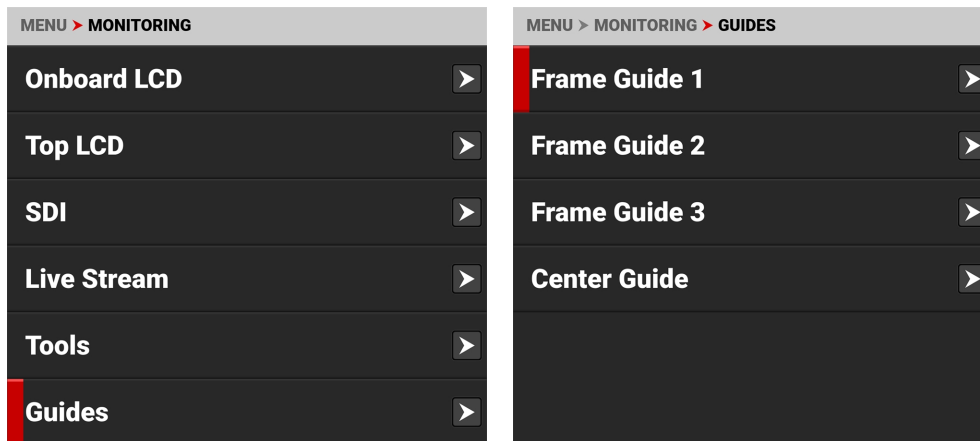 MENU > MONITORING
Onboard LCD
Top LCD
SDI
Live Stream
Tools
Guides
MENU > MONITORING > GUIDES
Frame Guide 1
Frame Guide 2
Frame Guide 3
Center Guide